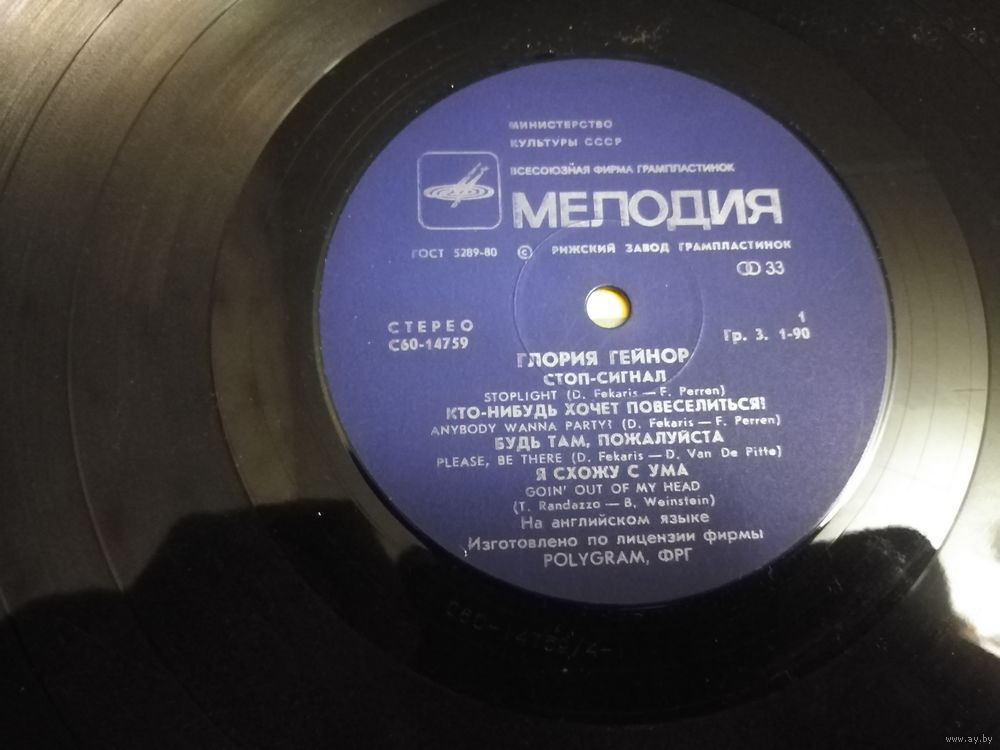 МИНИСТЕРСТВО
КУЛЬТУРЫ СССР
ВСЕСОЮЗНАЯ ФИРМА ГРАМПЛАСТИНОК
МЕЛОДИЯ
ГОСТ 5289-80 © РИЖСКИЙ ЗАВОД ГРАМПЛАСТИНОК
33
СТЕРЕО
С60-14759
1
Гр. 3. 1-90
ГЛОРИЯ ГЕЙНОР
СТОП-СИГНАЛ
STOPLIGHT (D. Fekaris — F. Perren)
КТО-НИБУДЬ ХОЧЕТ ПОВЕСЕЛИТЬСЯ?
ANYBODY WANNA PARTY? (D. Fekaris — F. Perren)
БУДЬ ТАМ, ПОЖАЛУЙСТА
PLEASE, BE THERE (D. Fekaris — D. Van De Pitte)
Я СХОЖУ С УМА
GOIN' OUT OF MY HEAD
(T. Randazzo — B. Weinstein)
На английском языке
Изготовлено по лицензии фирмы
POLYGRAM, ФРГ
www.ay.by